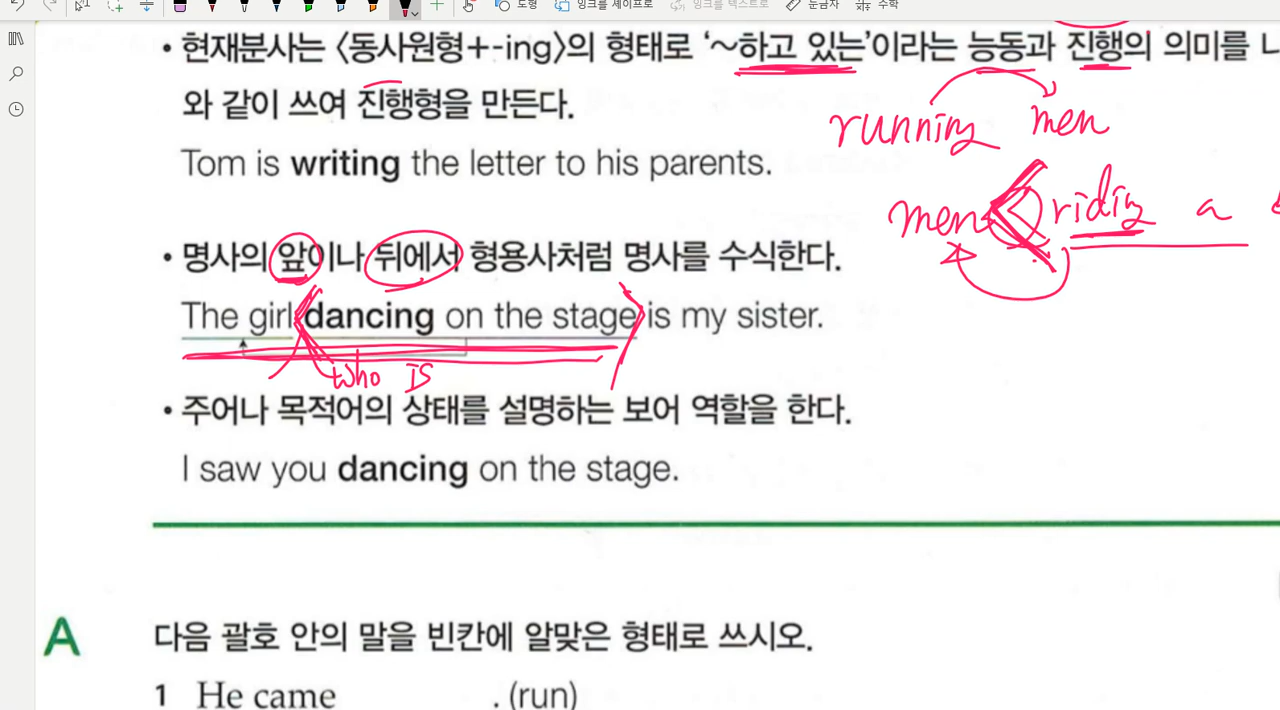 도형
잉크를 셰이프로
잉크를 텍스트로
눈금자
수학
• 현재분사는 〈동사원형+-ing〉의 형태로 ‘~하고 있는’이라는 능동과 진행의 의미를
와 같이 쓰여 진행형을 만든다.
running men
Tom is writing the letter to his parents.
men riding a
• 명사의 앞이나 뒤에서 형용사처럼 명사를 수식한다.
The girl dancing on the stage is my sister.
who is
• 주어나 목적어의 상태를 설명하는 보어 역할을 한다.
I saw you dancing on the stage.
A 다음 괄호 안의 말을 빈칸에 알맞은 형태로 쓰시오.
1 He came . (run)